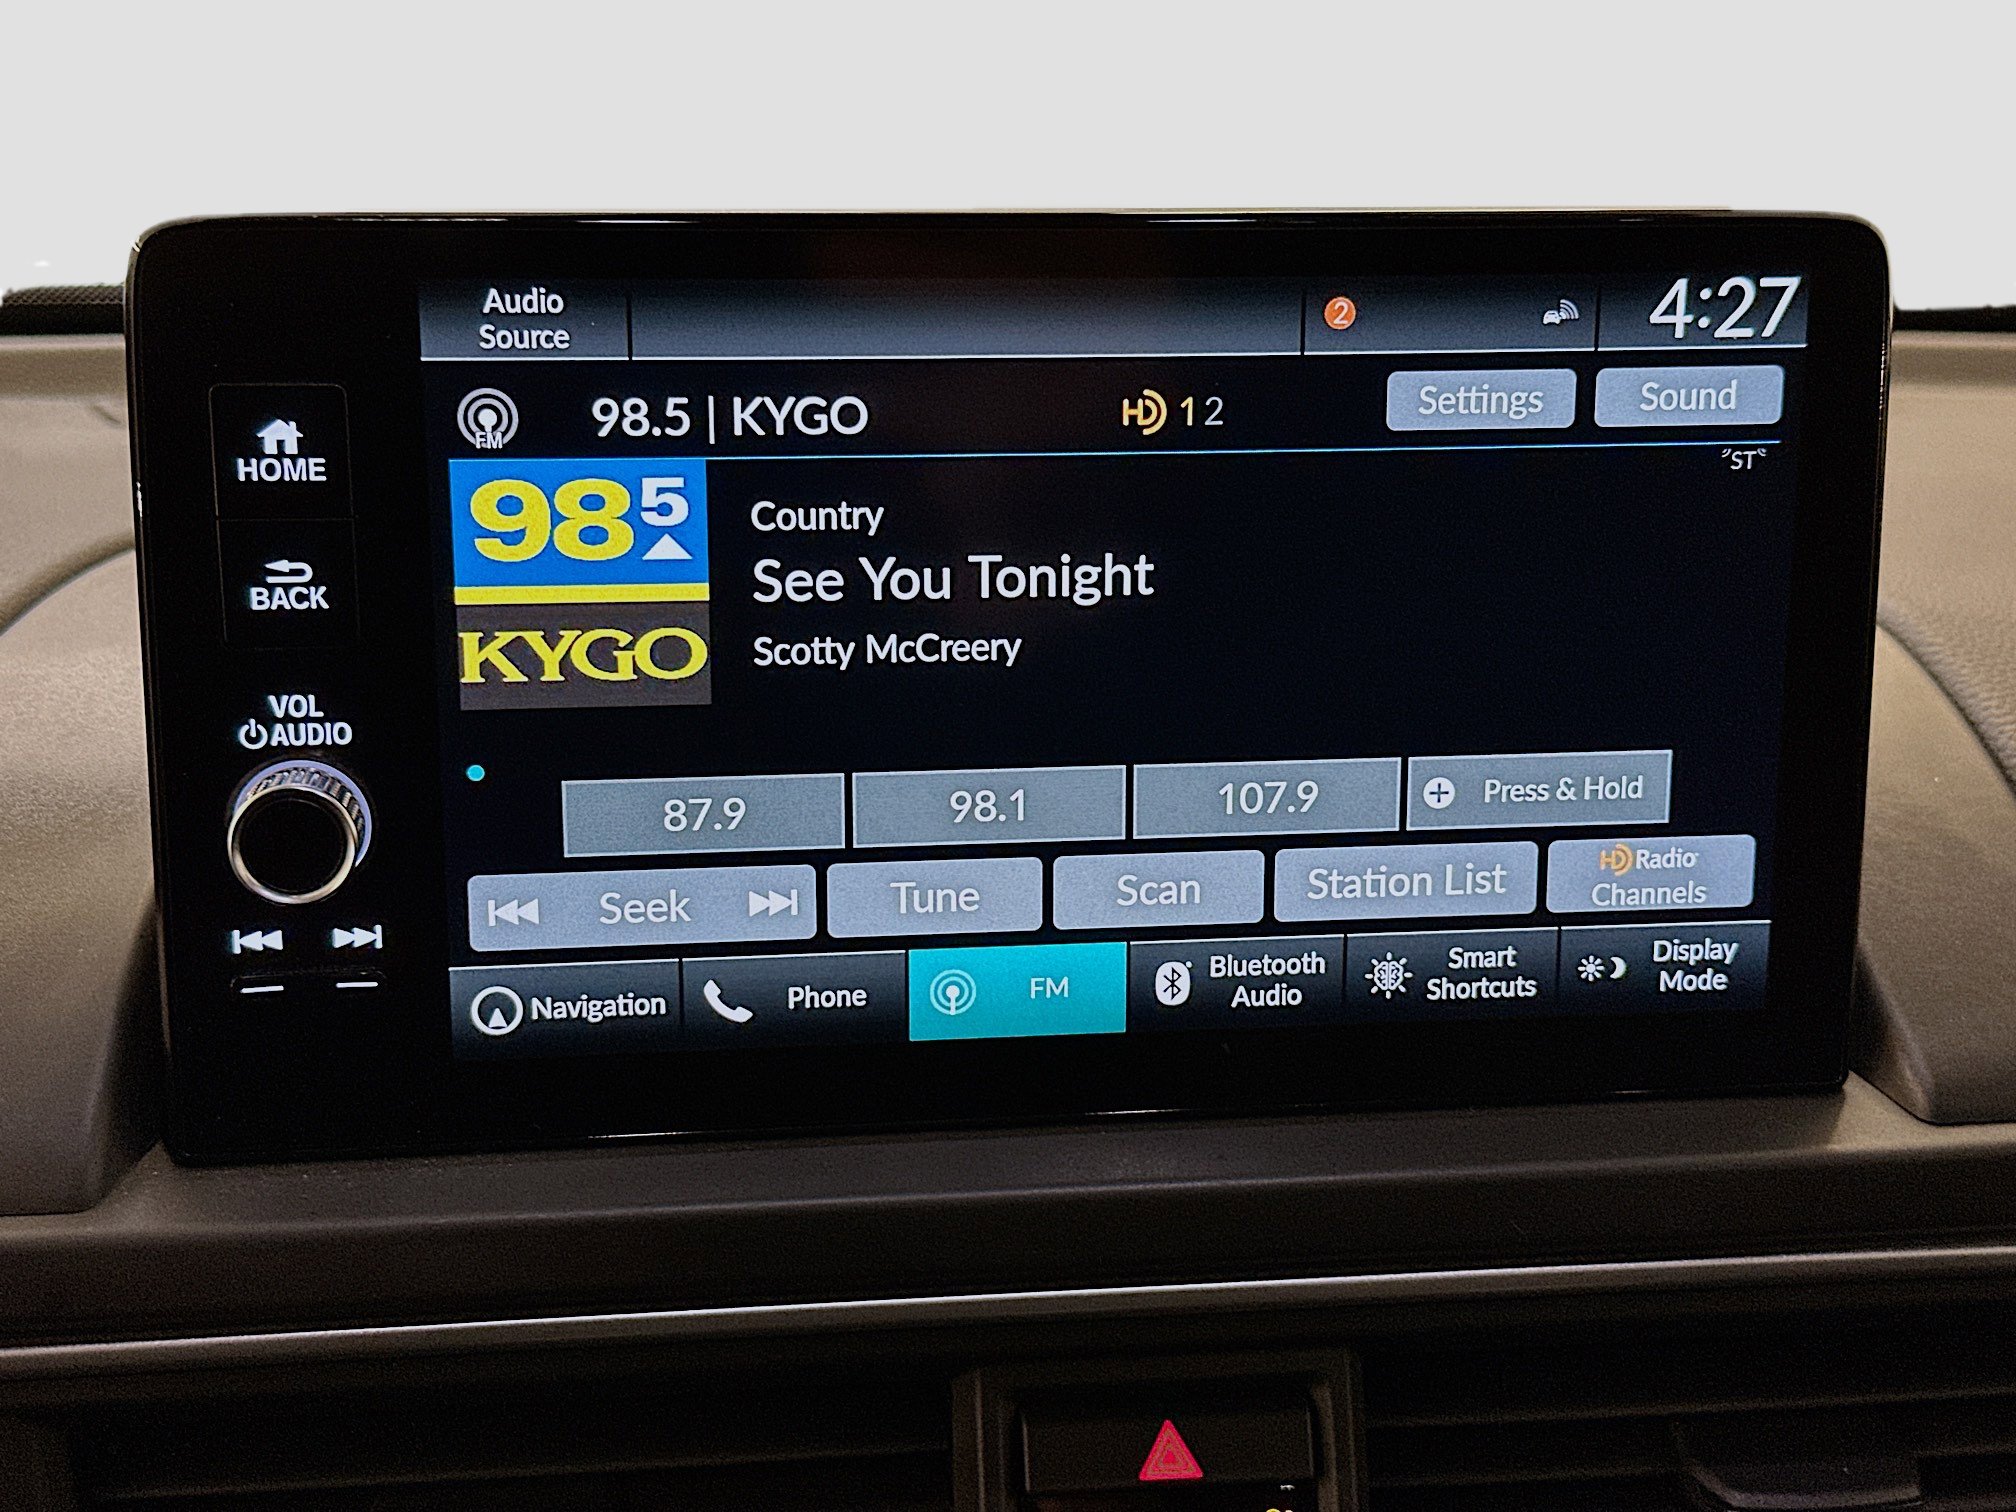 Audio
Source
2
4:27
FM
98.5 | KYGO
HD 1 2
Settings
Sound
ST
HOME
BACK
VOL
AUDIO
985
KYGO
Country
See You Tonight
Scotty McCreery
87.9
98.1
107.9
Press & Hold
Seek
Tune
Scan
Station List
HD Radio
Channels
Navigation
Phone
FM
Bluetooth
Audio
Smart
Shortcuts
Display
Mode